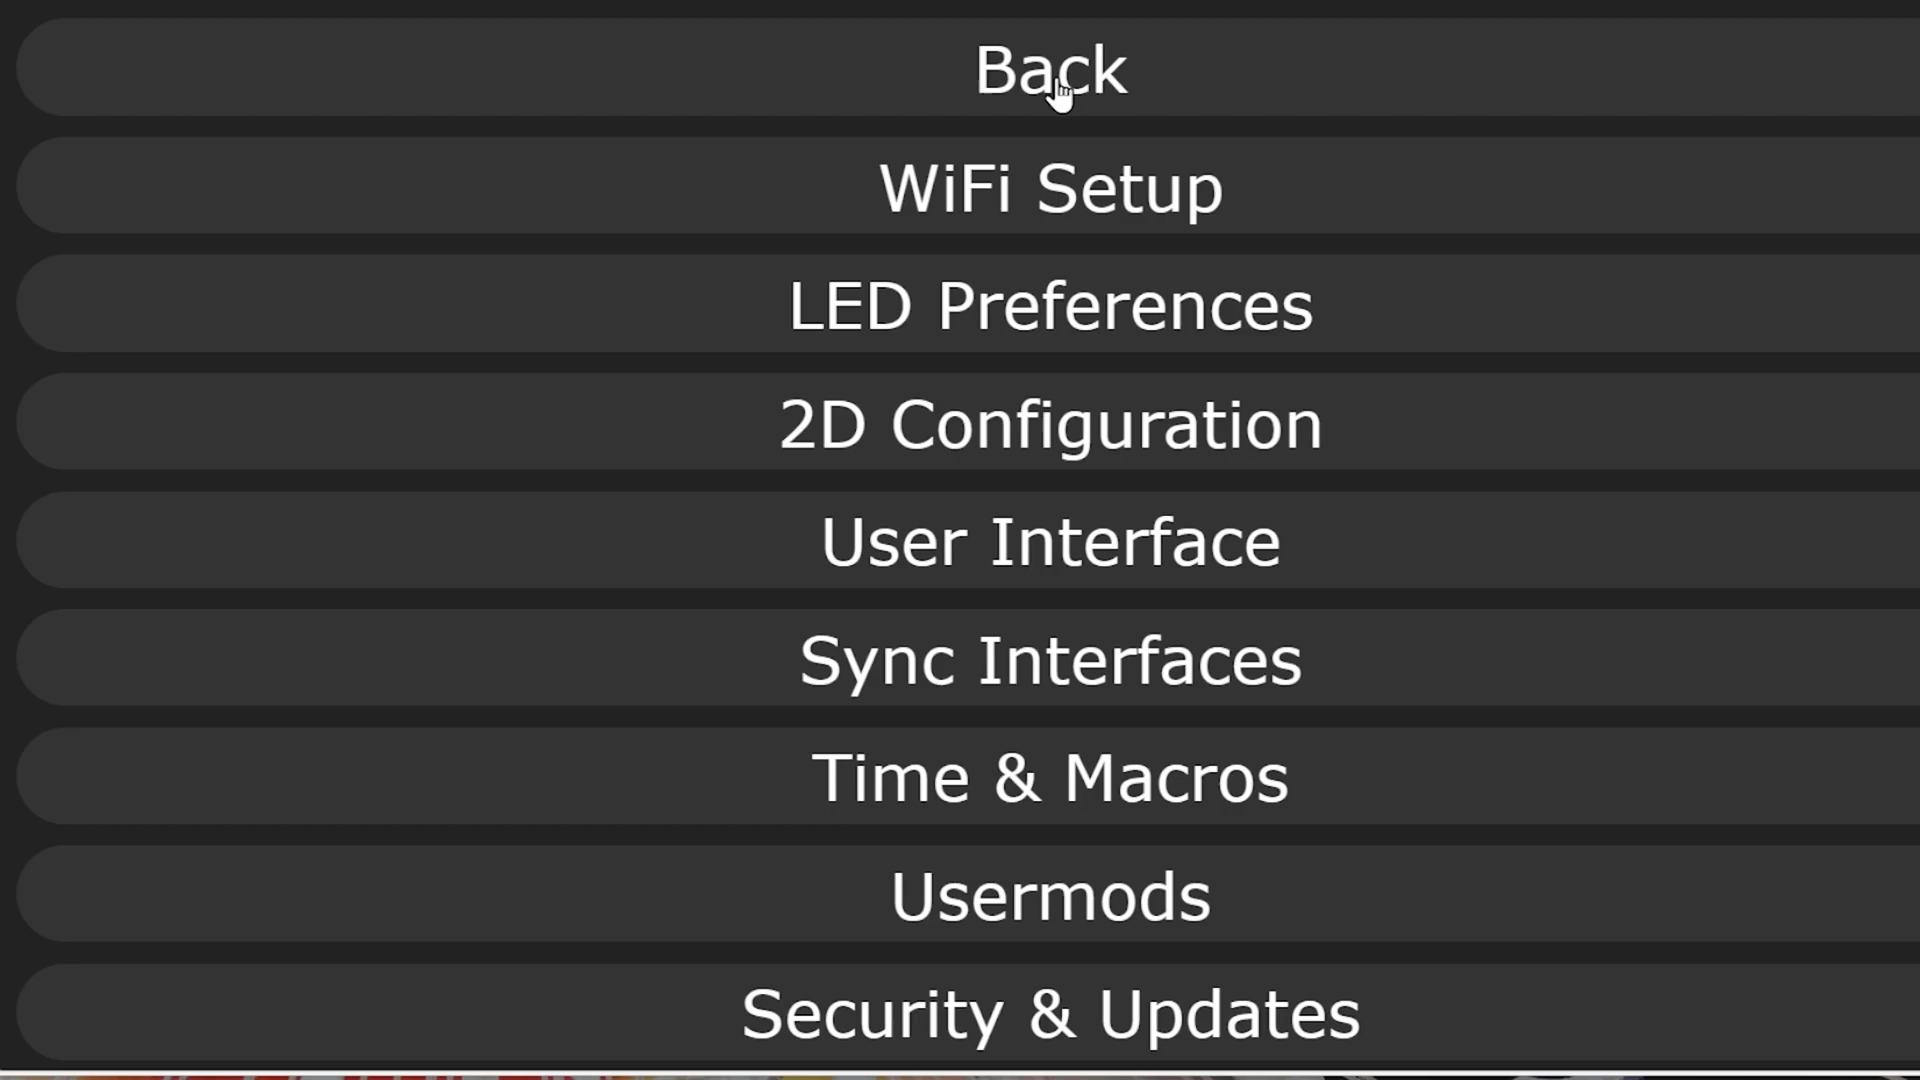 Back
WiFi Setup
LED Preferences
2D Configuration
User Interface
Sync Interfaces
Time & Macros
Usermods
Security & Updates